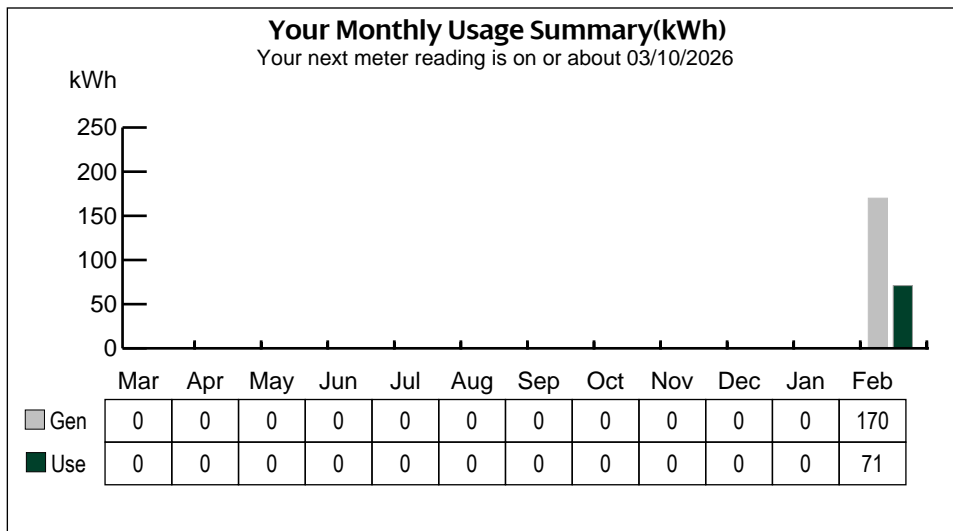 Your Monthly Usage Summary(kWh)
Your next meter reading is on or about 03/10/2026
kWh
250
200
150
100
50
0
Mar Apr May Jun Jul Aug Sep Oct Nov Dec Jan Feb
Gen 0 0 0 0 0 0 0 0 0 0 0 170
Use 0 0 0 0 0 0 0 0 0 0 0 71